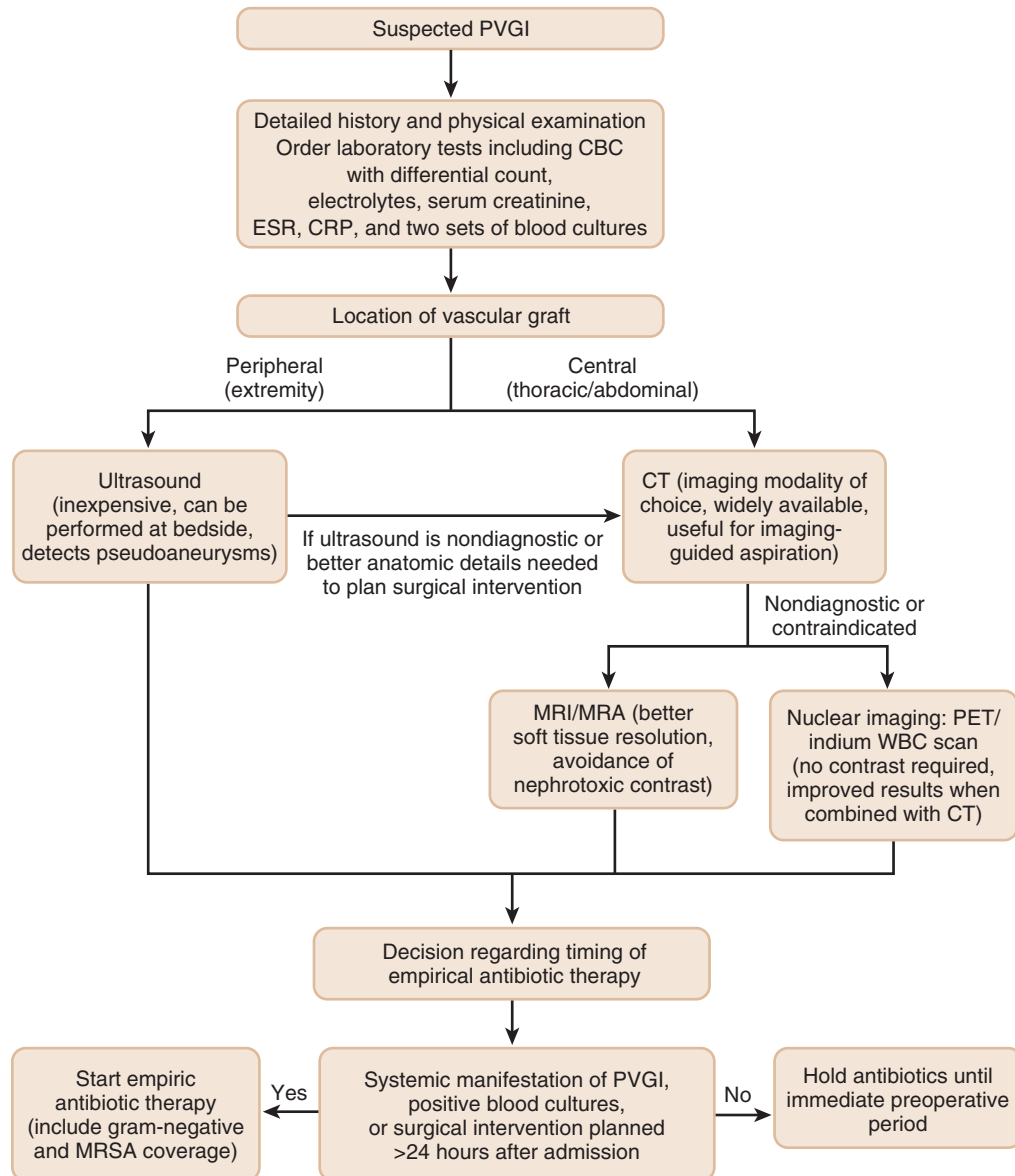 Suspected PVGI
Detailed history and physical examination
Order laboratory tests including CBC
with differential count,
electrolytes, serum creatinine,
ESR, CRP, and two sets of blood cultures
Location of vascular graft
Peripheral
(extremity)
Central
(thoracic/abdominal)
Ultrasound
(inexpensive, can be
performed at bedside,
detects pseudoaneurysms)
If ultrasound is nondiagnostic or
better anatomic details needed
to plan surgical intervention
CT (imaging modality of
choice, widely available,
useful for imaging-
guided aspiration)
Nondiagnostic or
contraindicated
MRI/MRA (better
soft tissue resolution,
avoidance of
nephrotoxic contrast)
Nuclear imaging: PET/
indium WBC scan
(no contrast required,
improved results when
combined with CT)
Decision regarding timing of
empirical antibiotic therapy
Start empiric
antibiotic therapy
(include gram-negative
and MRSA coverage)
Yes
Systemic manifestation of PVGI,
positive blood cultures,
or surgical intervention planned
>24 hours after admission
No
Hold antibiotics until
immediate preoperative
period